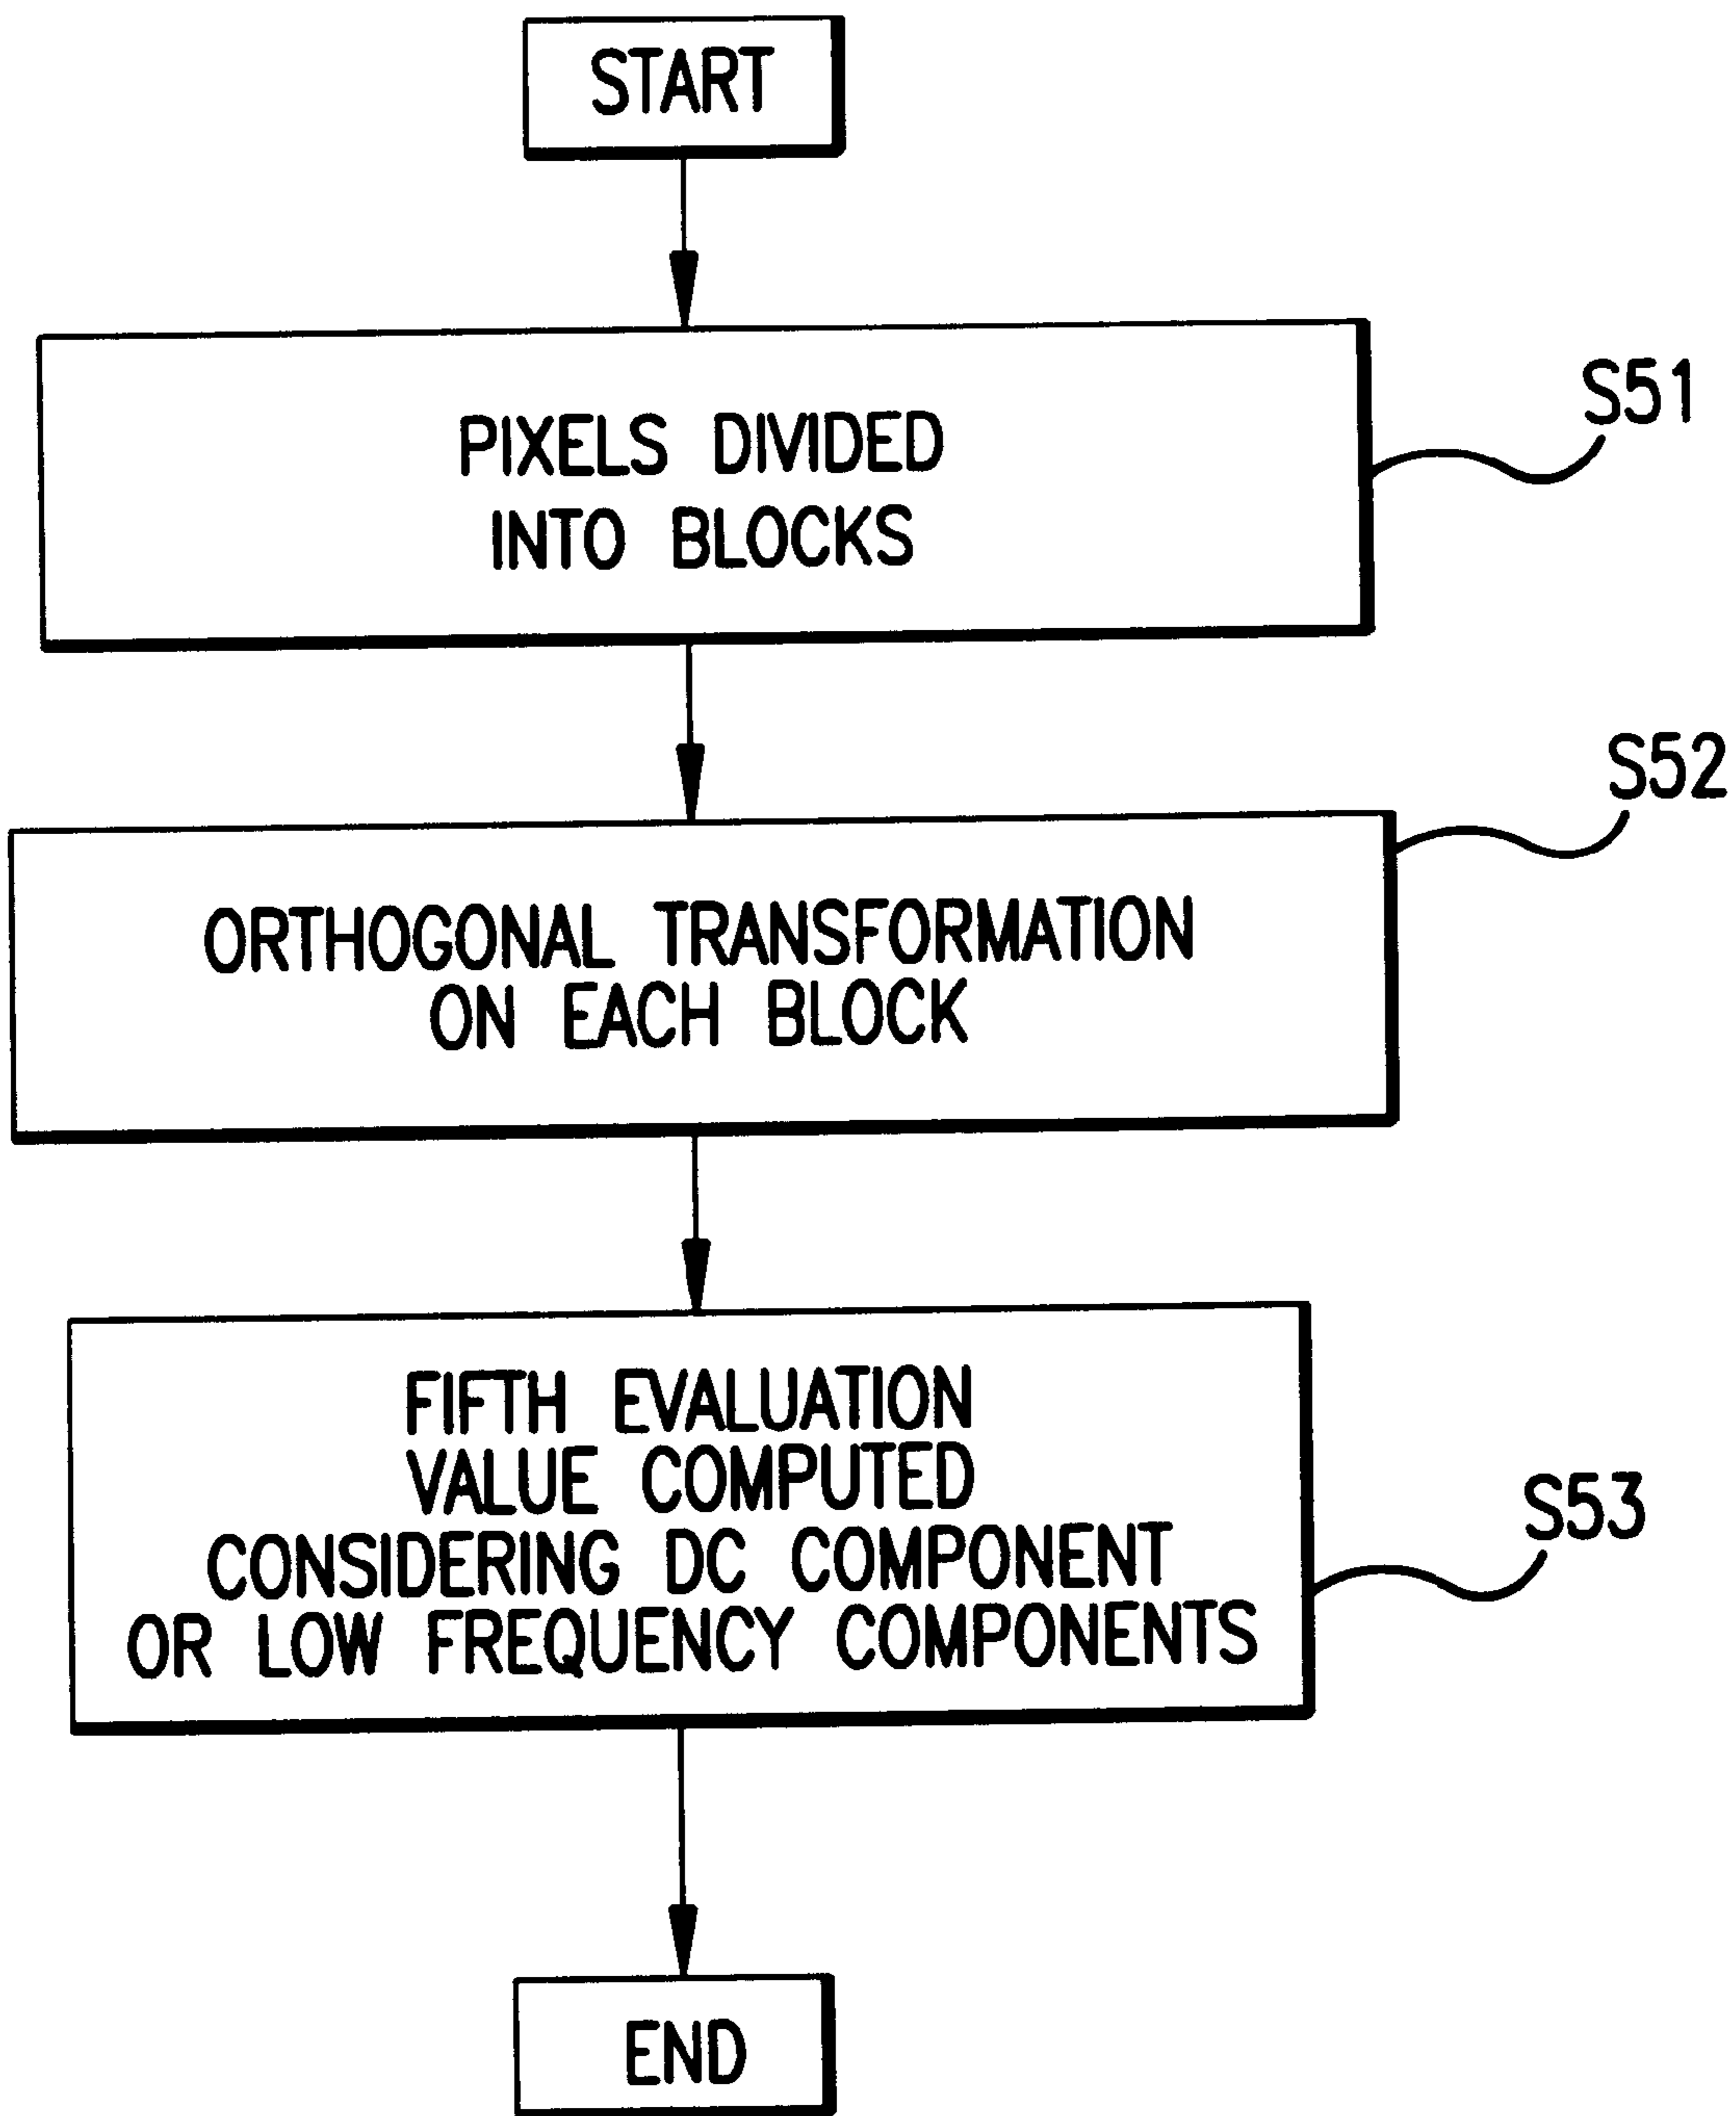 START
PIXELS DIVIDED
INTO BLOCKS
S51
S52
ORTHOGONAL TRANSFORMATION
ON EACH BLOCK
FIFTH EVALUATION
VALUE COMPUTED
CONSIDERING DC COMPONENT
OR LOW FREQUENCY COMPONENTS
S53
END